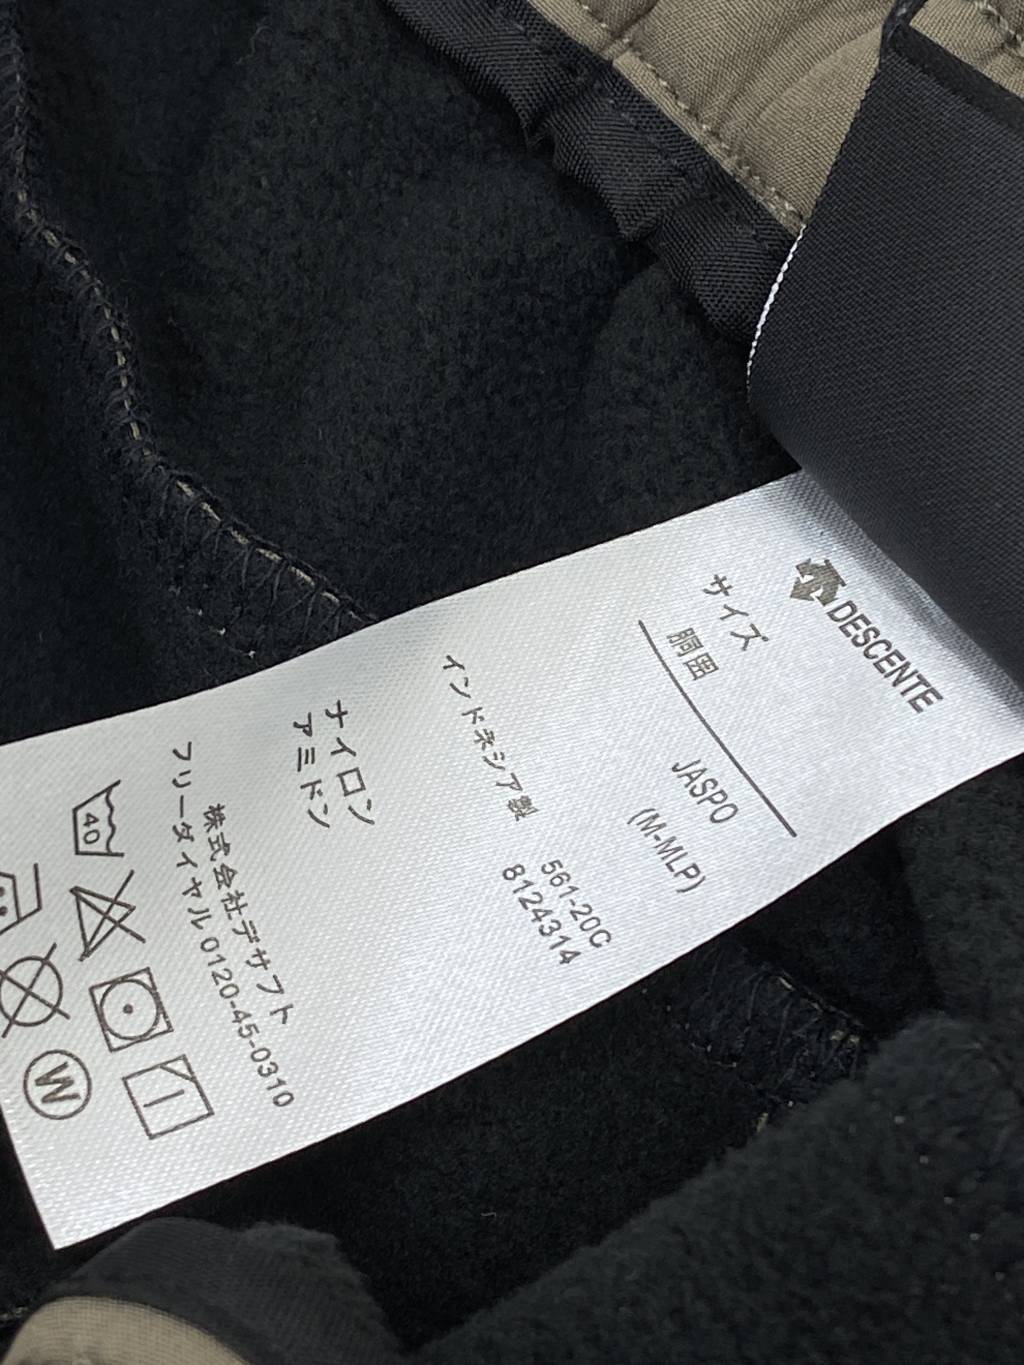 DESCENTE
サイズ JASPO
胴囲 (M-MLP)
インドネシア製 561-20C
8124314
ナイロン
アミドン
株式会社デサフト
フリーダイヤル 0120-45-0310
40
W